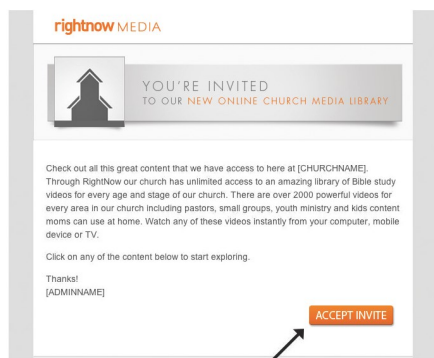 rightnow MEDIA
YOU'RE INVITED
TO OUR NEW ONLINE CHURCH MEDIA LIBRARY
Check out all this great content that we have access to here at [CHURCHNAME].
Through RightNow our church has unlimited access to an amazing library of Bible study
videos for every age and stage of our church. There are over 2000 powerful videos for
every area in our church including pastors, small groups, youth ministry and kids content
moms can use at home. Watch any of these videos instantly from your computer, mobile
device or TV.
Click on any of the content below to start exploring.
Thanks!
[ADMINNAME]
ACCEPT INVITE